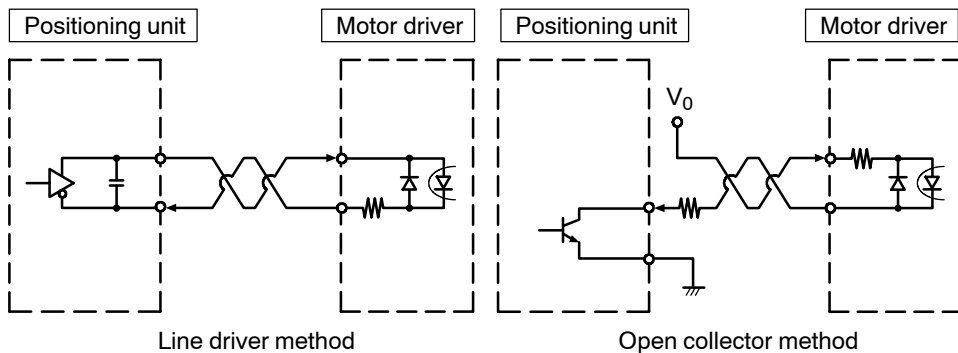 Positioning unit
Motor driver
Positioning unit
Motor driver
V0
Line driver method
Open collector method